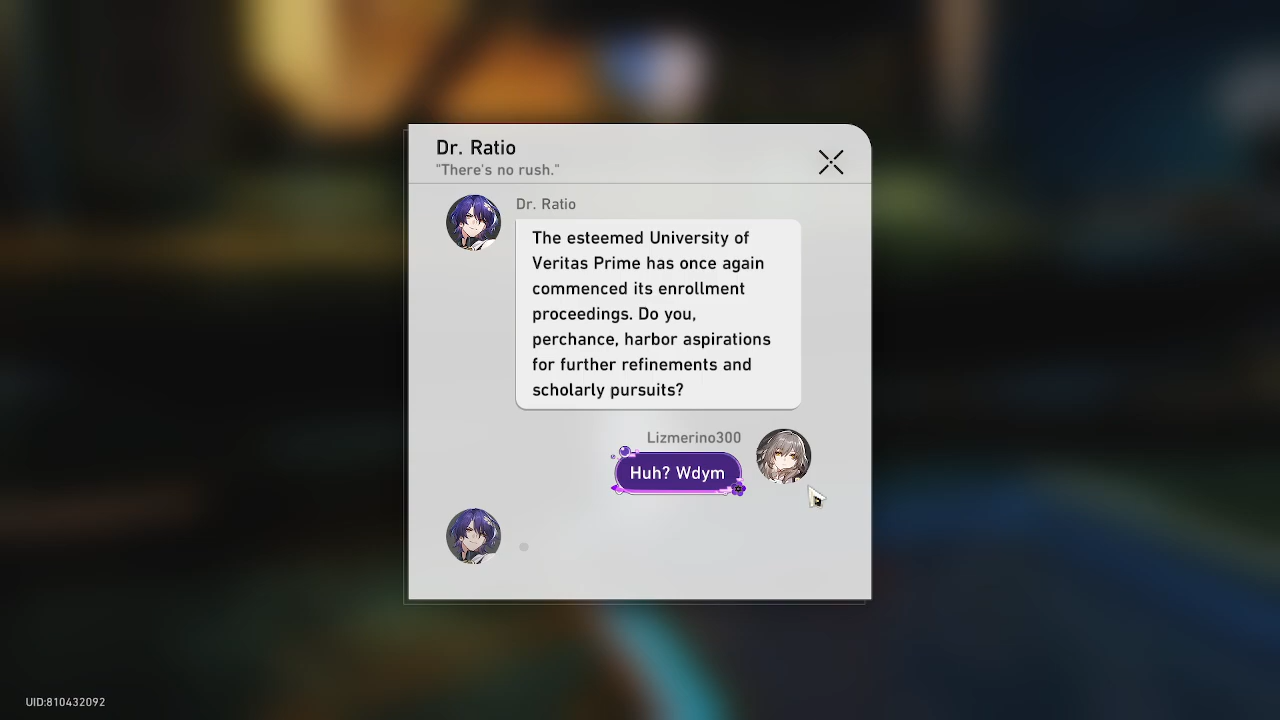 Dr. Ratio
"There's no rush."
Dr. Ratio
The esteemed University of
Veritas Prime has once again
commenced its enrollment
proceedings. Do you,
perchance, harbor aspirations
for further refinements and
scholarly pursuits?
Lizmerino300
Huh? Wdym
UID:810432092